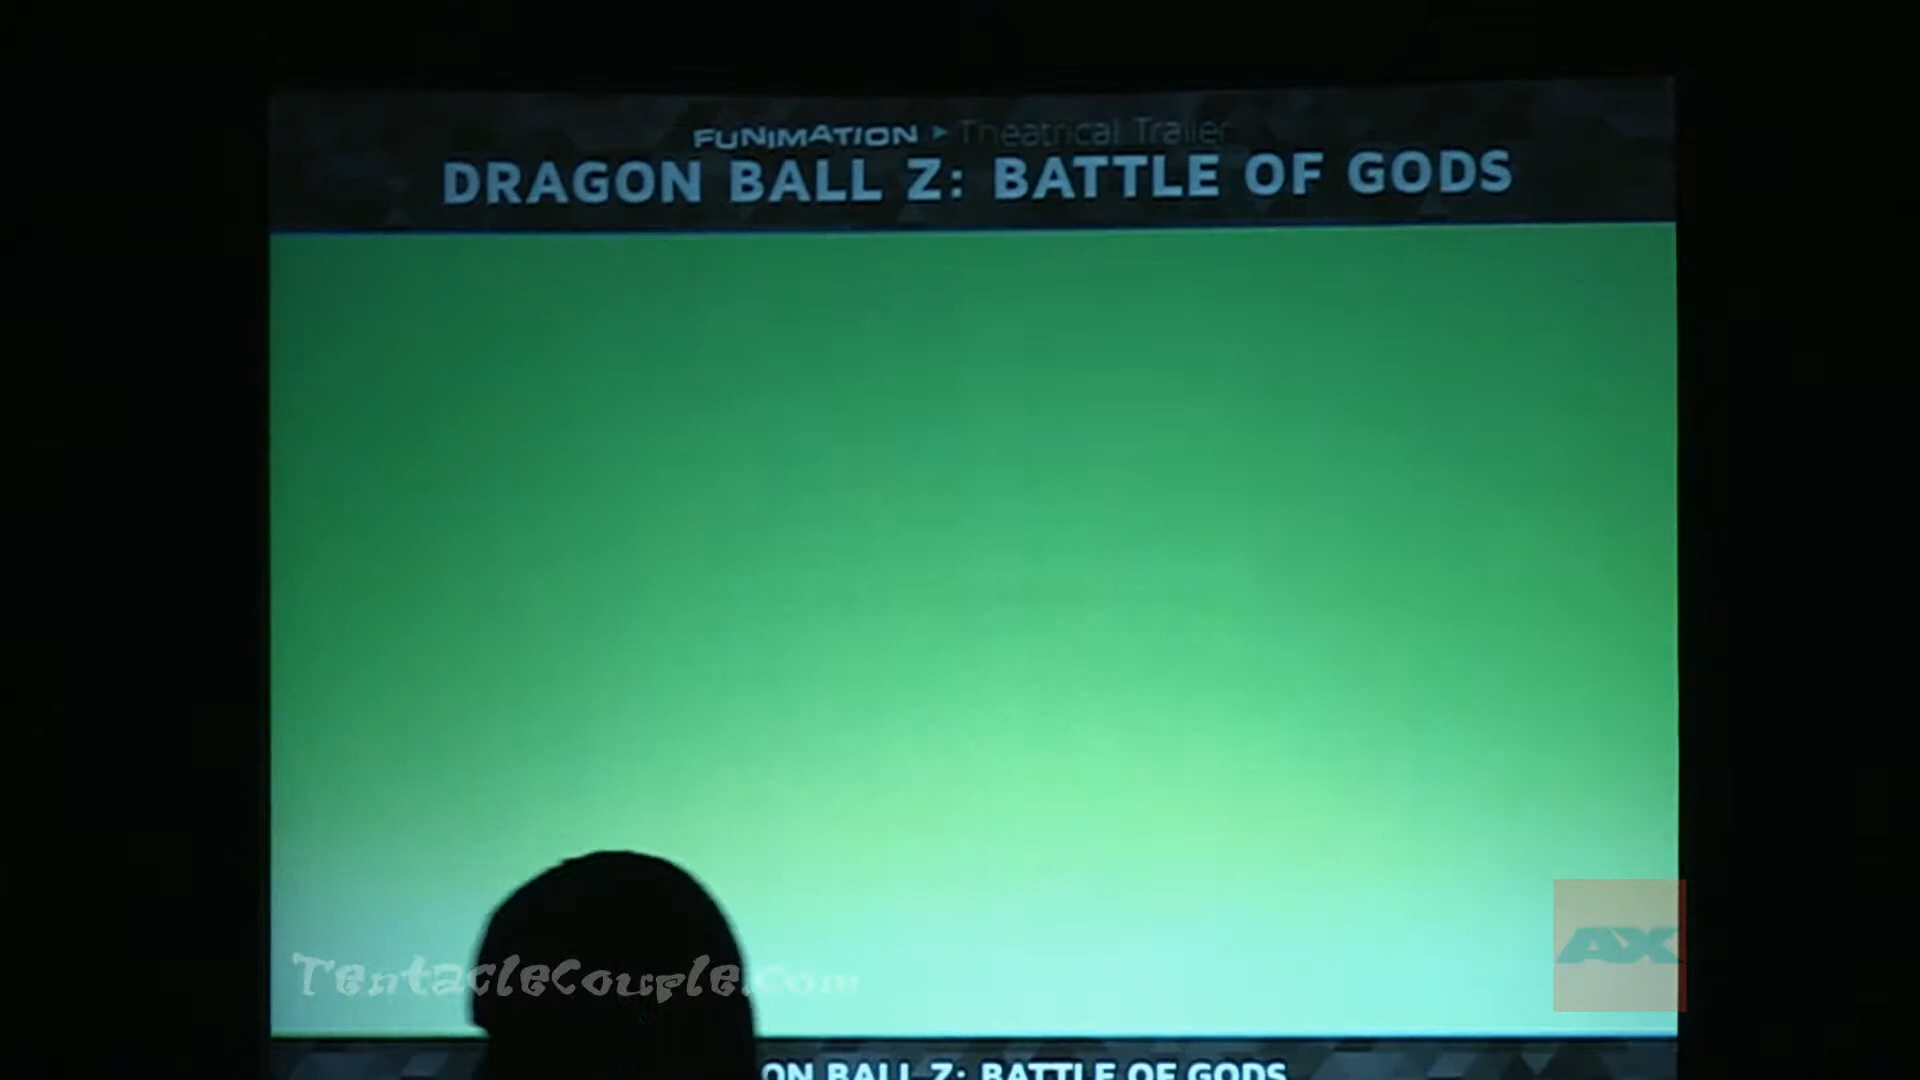 FUNIMATION ▸ Theatrical Trailer
DRAGON BALL Z: BATTLE OF GODS
TentacleCouple.com
AX
ON BALL Z: BATTLE OF GODS